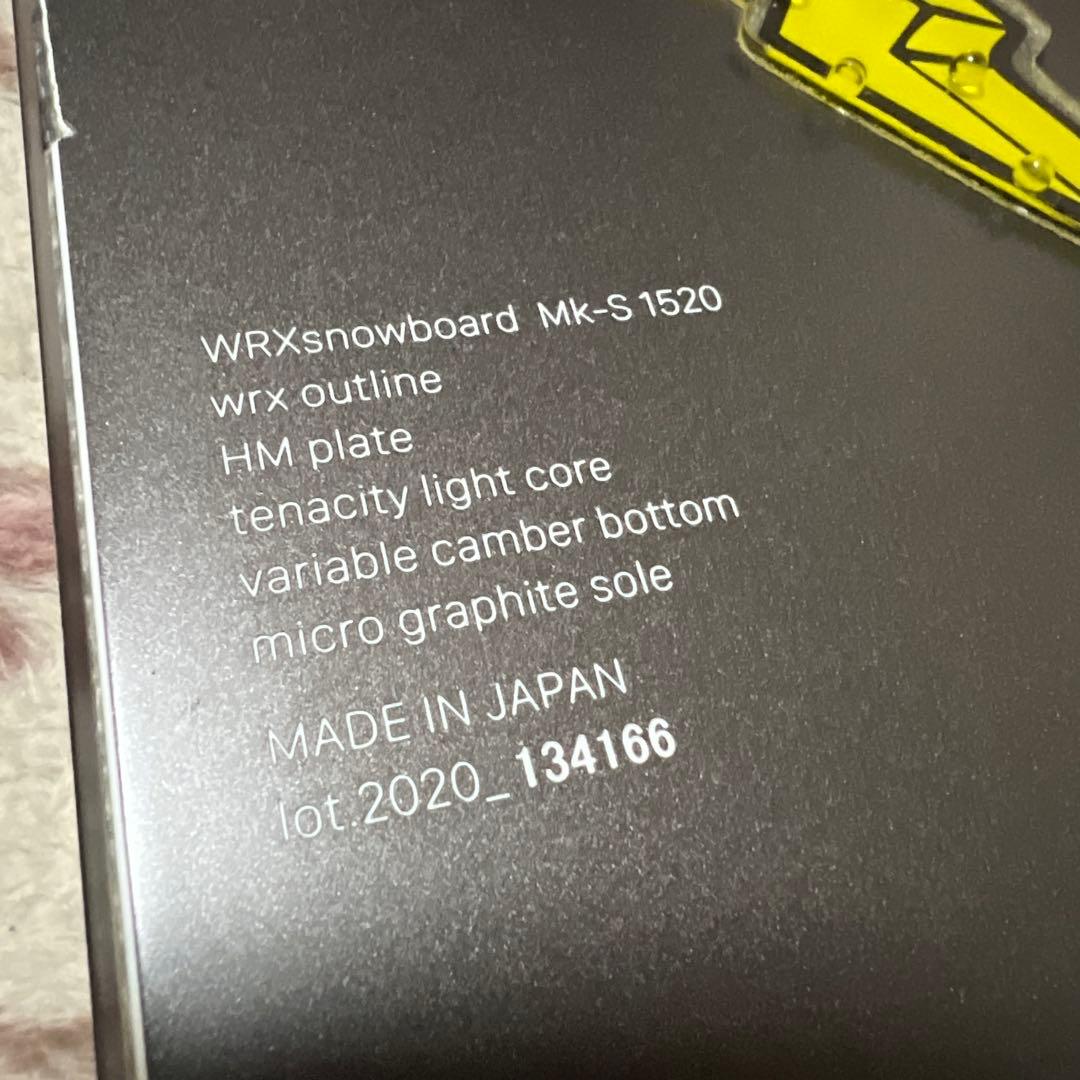 WRXsnowboard Mk-S 1520
wrx outline
HM plate
tenacity light core
variable camber bottom
micro graphite sole
MADE IN JAPAN
lot.2020_134166